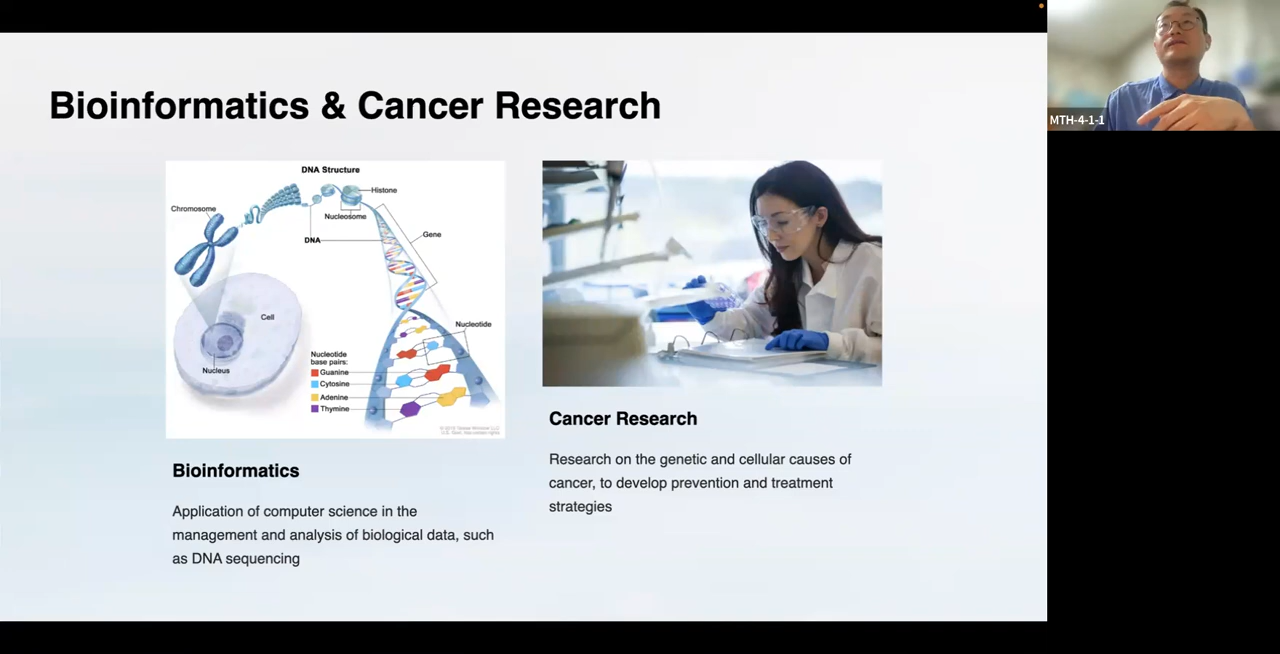 Bioinformatics & Cancer Research
DNA Structure
Histone
Chromosome
Nucleosome
Gene
DNA
Cell
Nucleotide
Nucleus
Nucleotide
base pairs:
Guanine
Cytosine
Adenine
Thymine
Bioinformatics
Application of computer science in the
management and analysis of biological data, such
as DNA sequencing
Cancer Research
Research on the genetic and cellular causes of
cancer, to develop prevention and treatment
strategies
MTH-4-1-1